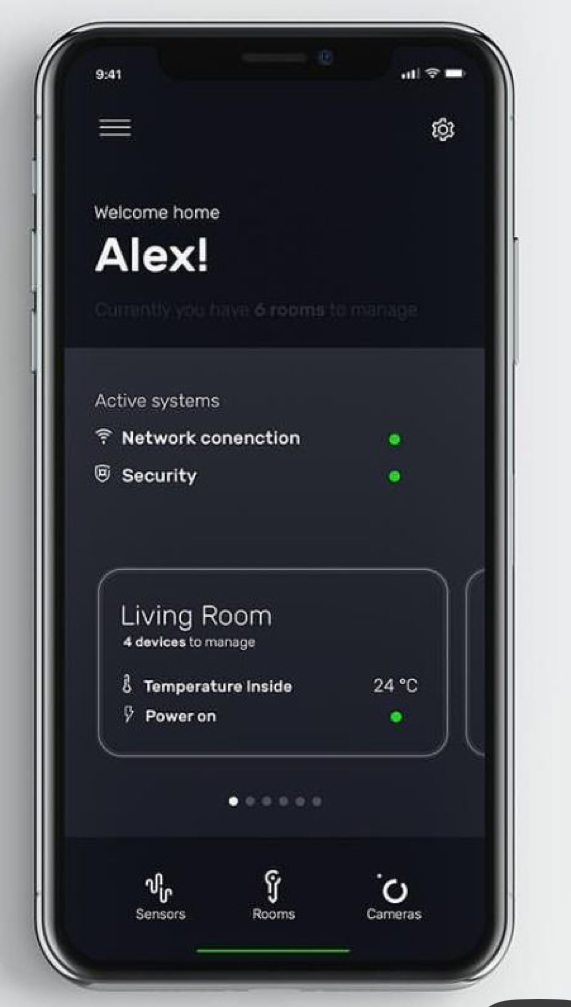 9:41
Welcome home
Alex!
Currently you have 6 rooms to manage
Active systems
Network conenction
Security
Living Room
4 devices to manage
Temperature Inside 24 °C
Power on
Sensors Rooms Cameras